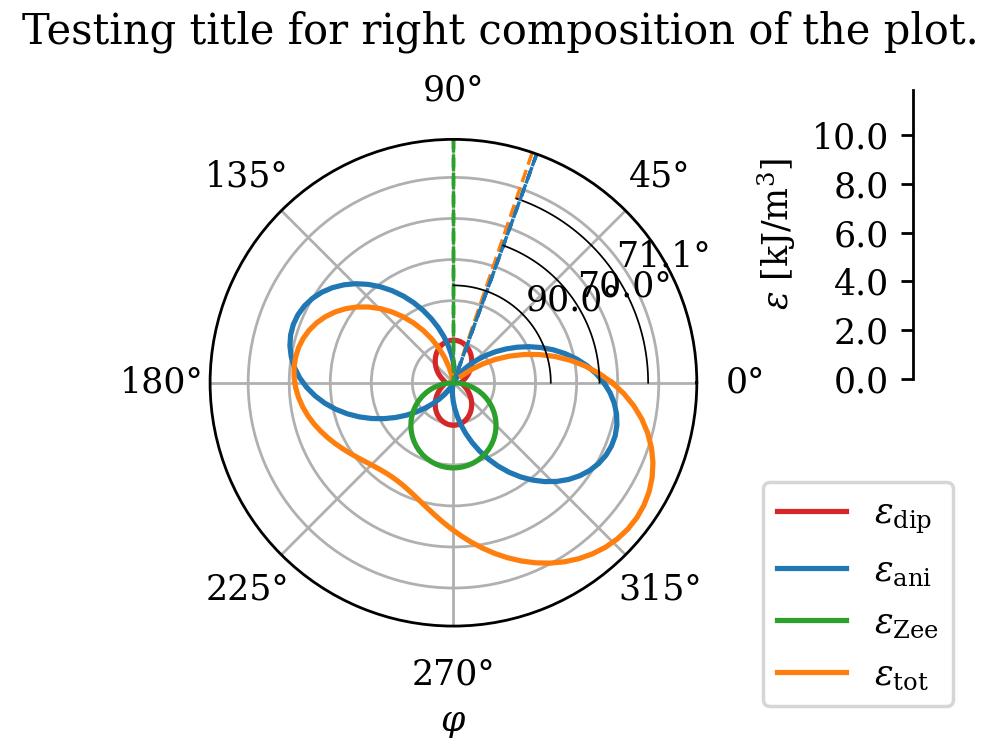 Testing title for right composition of the plot.
90°
135°
45°
180°
0°
225°
315°
270°
φ
71.1°
70.0°
90.0°
ε [kJ/m³]
10.0
8.0
6.0
4.0
2.0
0.0
ε_dip
ε_ani
ε_Zee
ε_tot